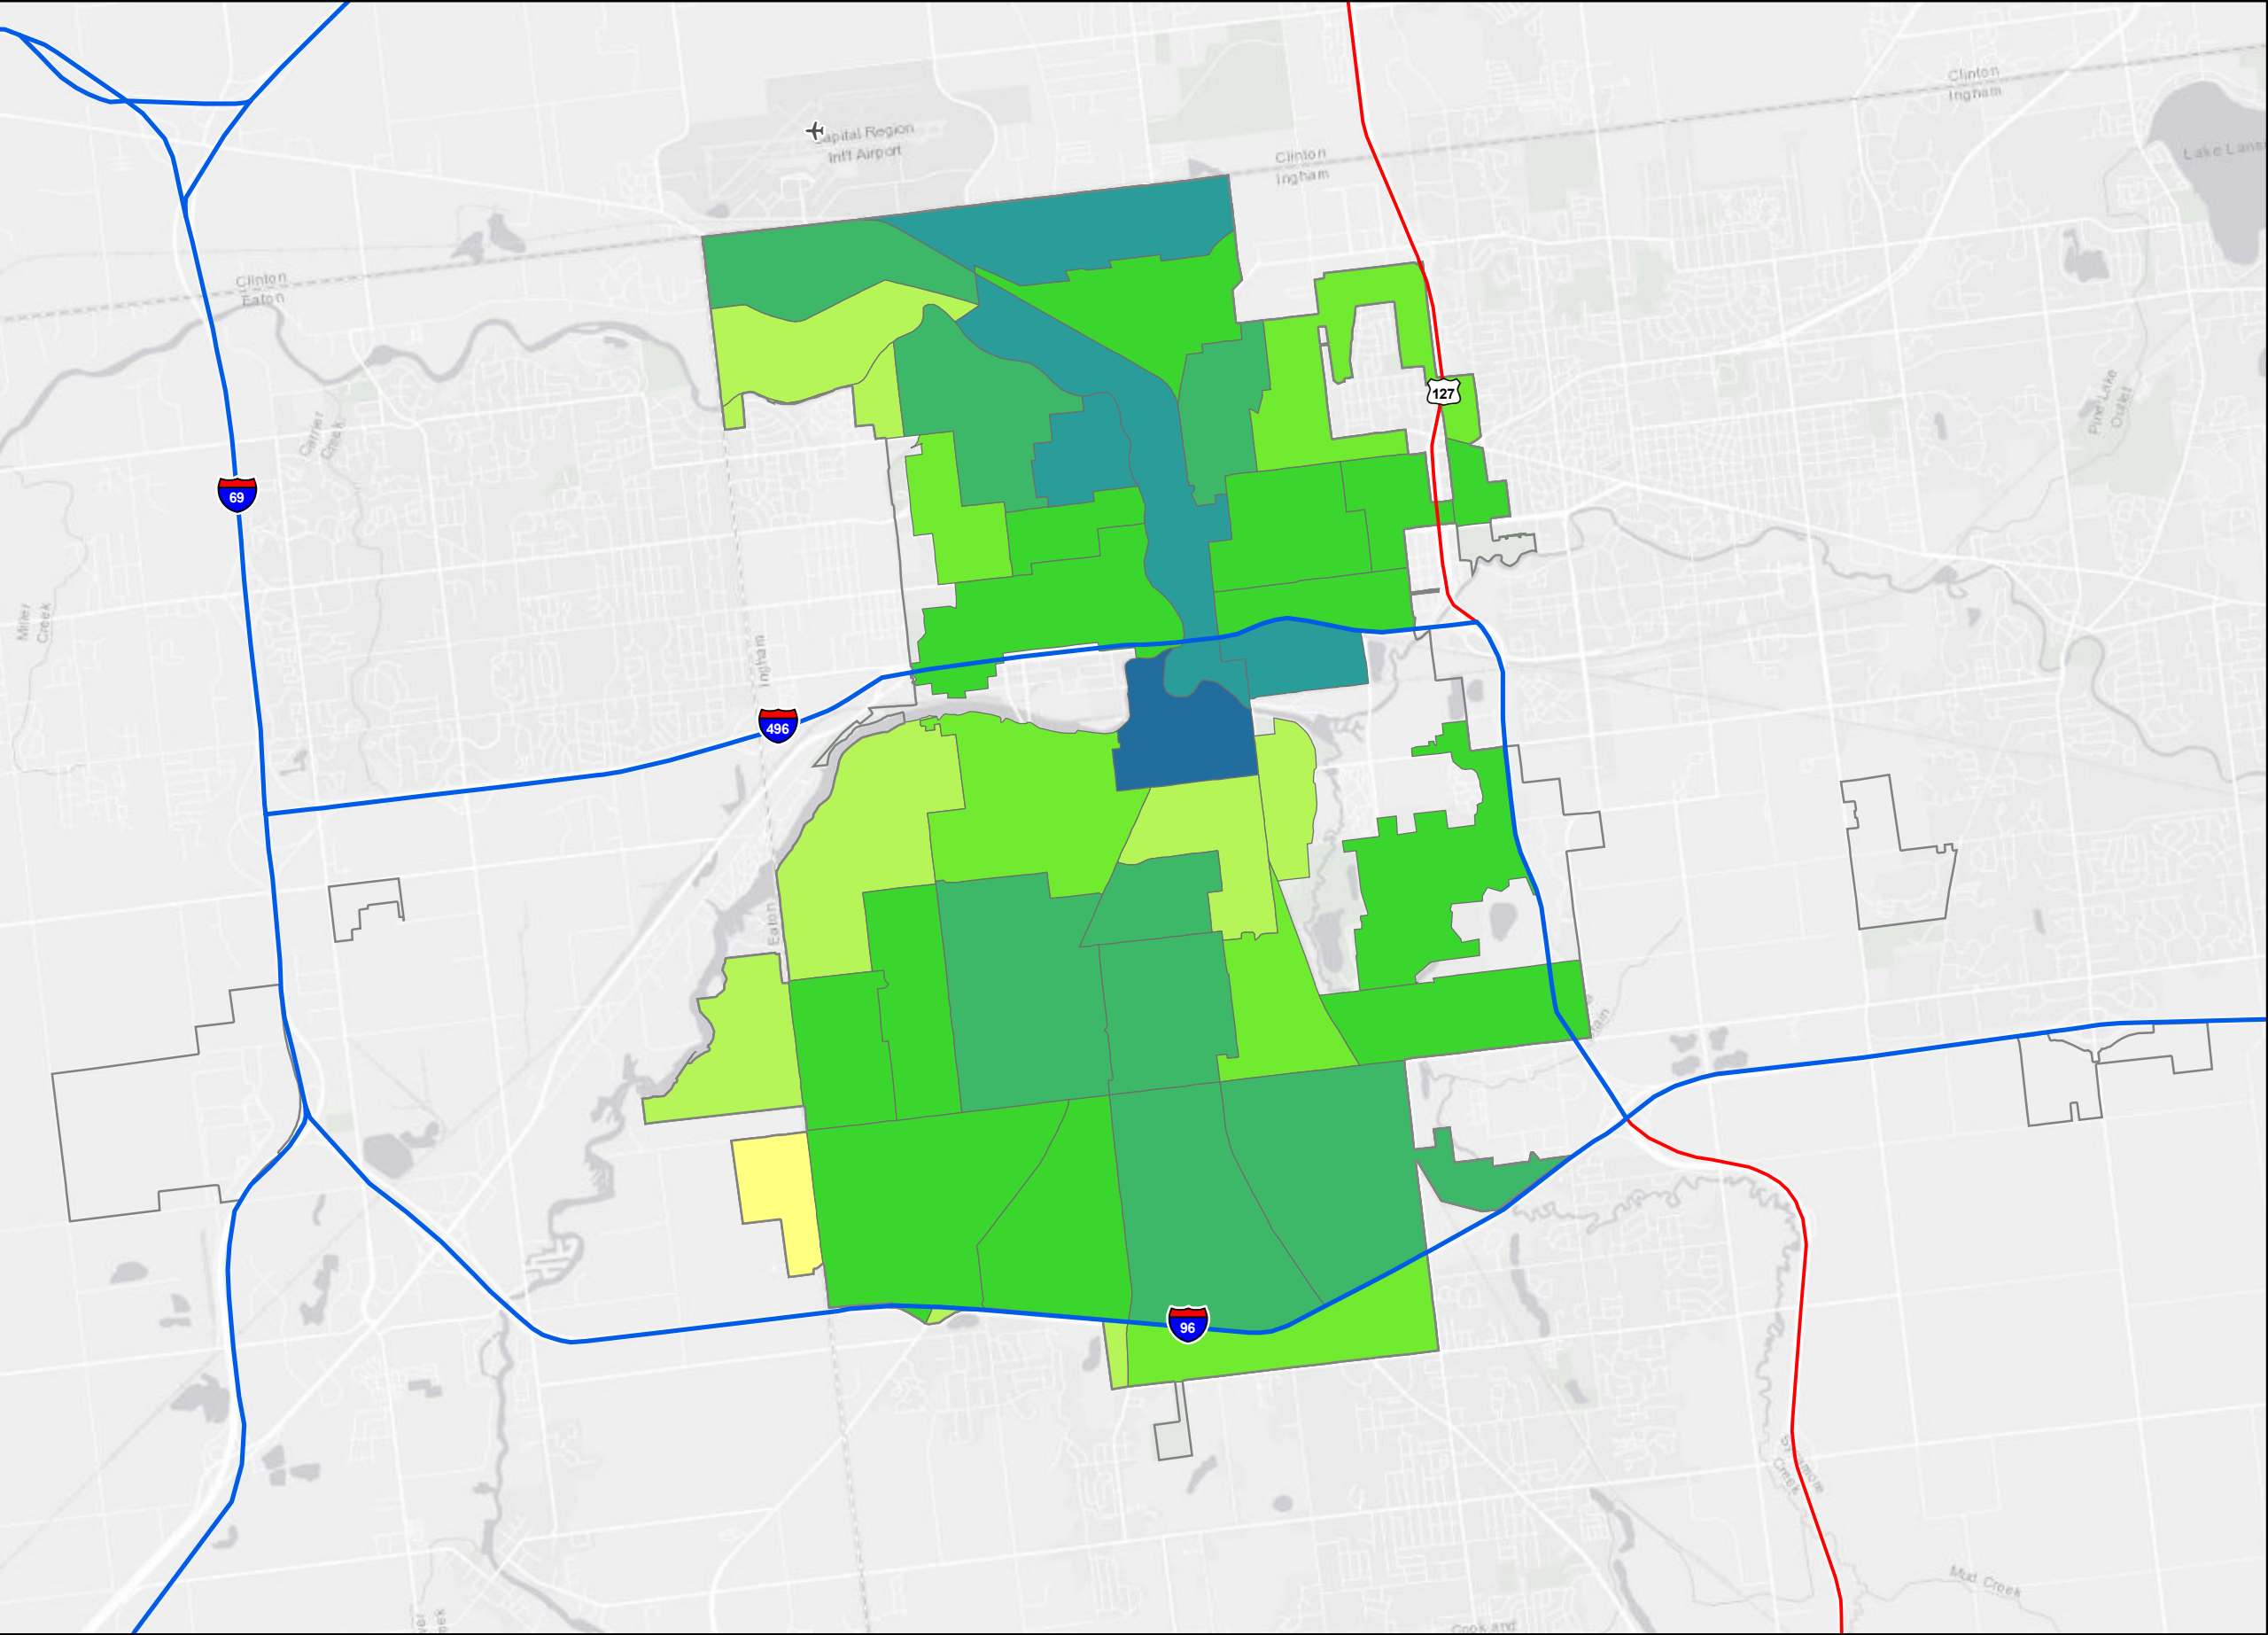 Clinton
Ingham
Lake Lans
Capital Region
Int'l Airport
Clinton
Ingham
Clinton
Eaton
127
Pine Lake
Outlet
Carrier
Creek
69
Miller
Creek
Ingham
496
Eaton
96
Sycamore
Creek
Mud Creek